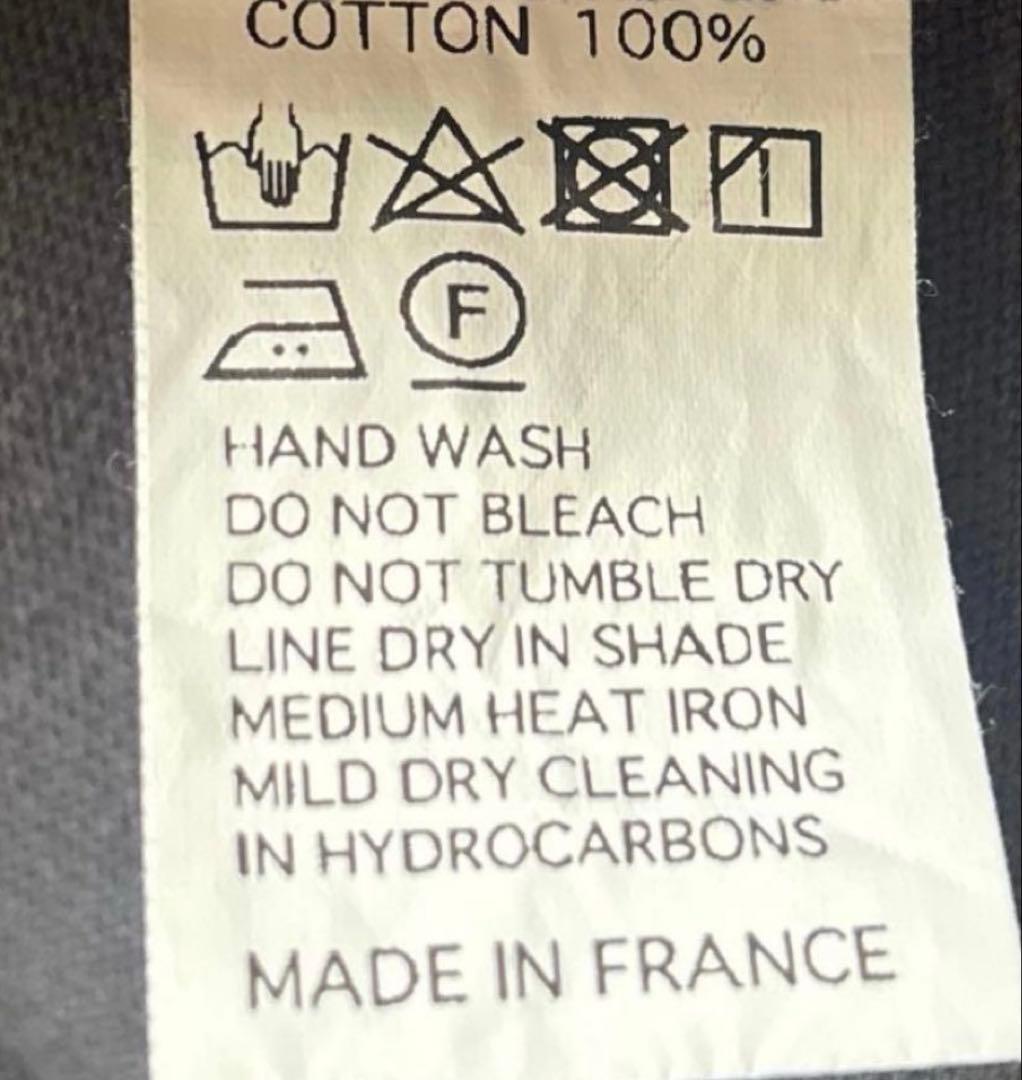 COTTON 100%
F
HAND WASH
DO NOT BLEACH
DO NOT TUMBLE DRY
LINE DRY IN SHADE
MEDIUM HEAT IRON
MILD DRY CLEANING
IN HYDROCARBONS
MADE IN FRANCE